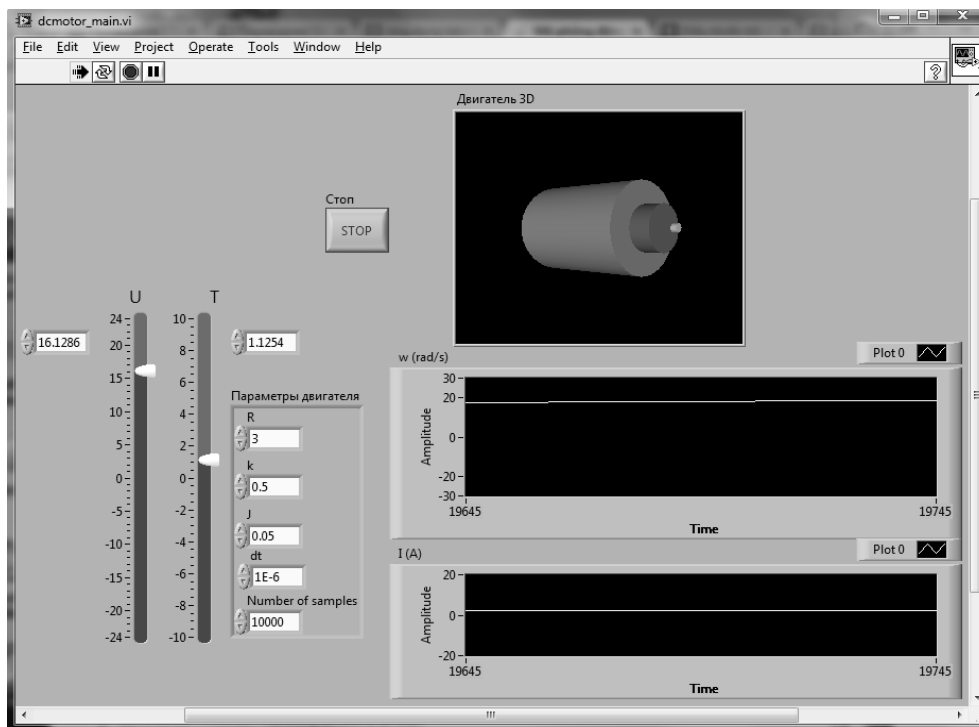 dcmotor_main.vi
File Edit View Project Operate Tools Window Help
Двигатель 3D
Стоп
STOP
U
T
16.1286
24
20
15
10
5
0
-5
-10
-15
-20
-24
10
8
6
4
2
0
-2
-4
-6
-8
-10
1.1254
Параметры двигателя
R
3
k
0.5
J
0.05
dt
1E-6
Number of samples
10000
w (rad/s)
Plot 0
Amplitude
30
20
0
-20
-30
19645
19745
Time
I (A)
Plot 0
Amplitude
20
0
-20
19645
19745
Time